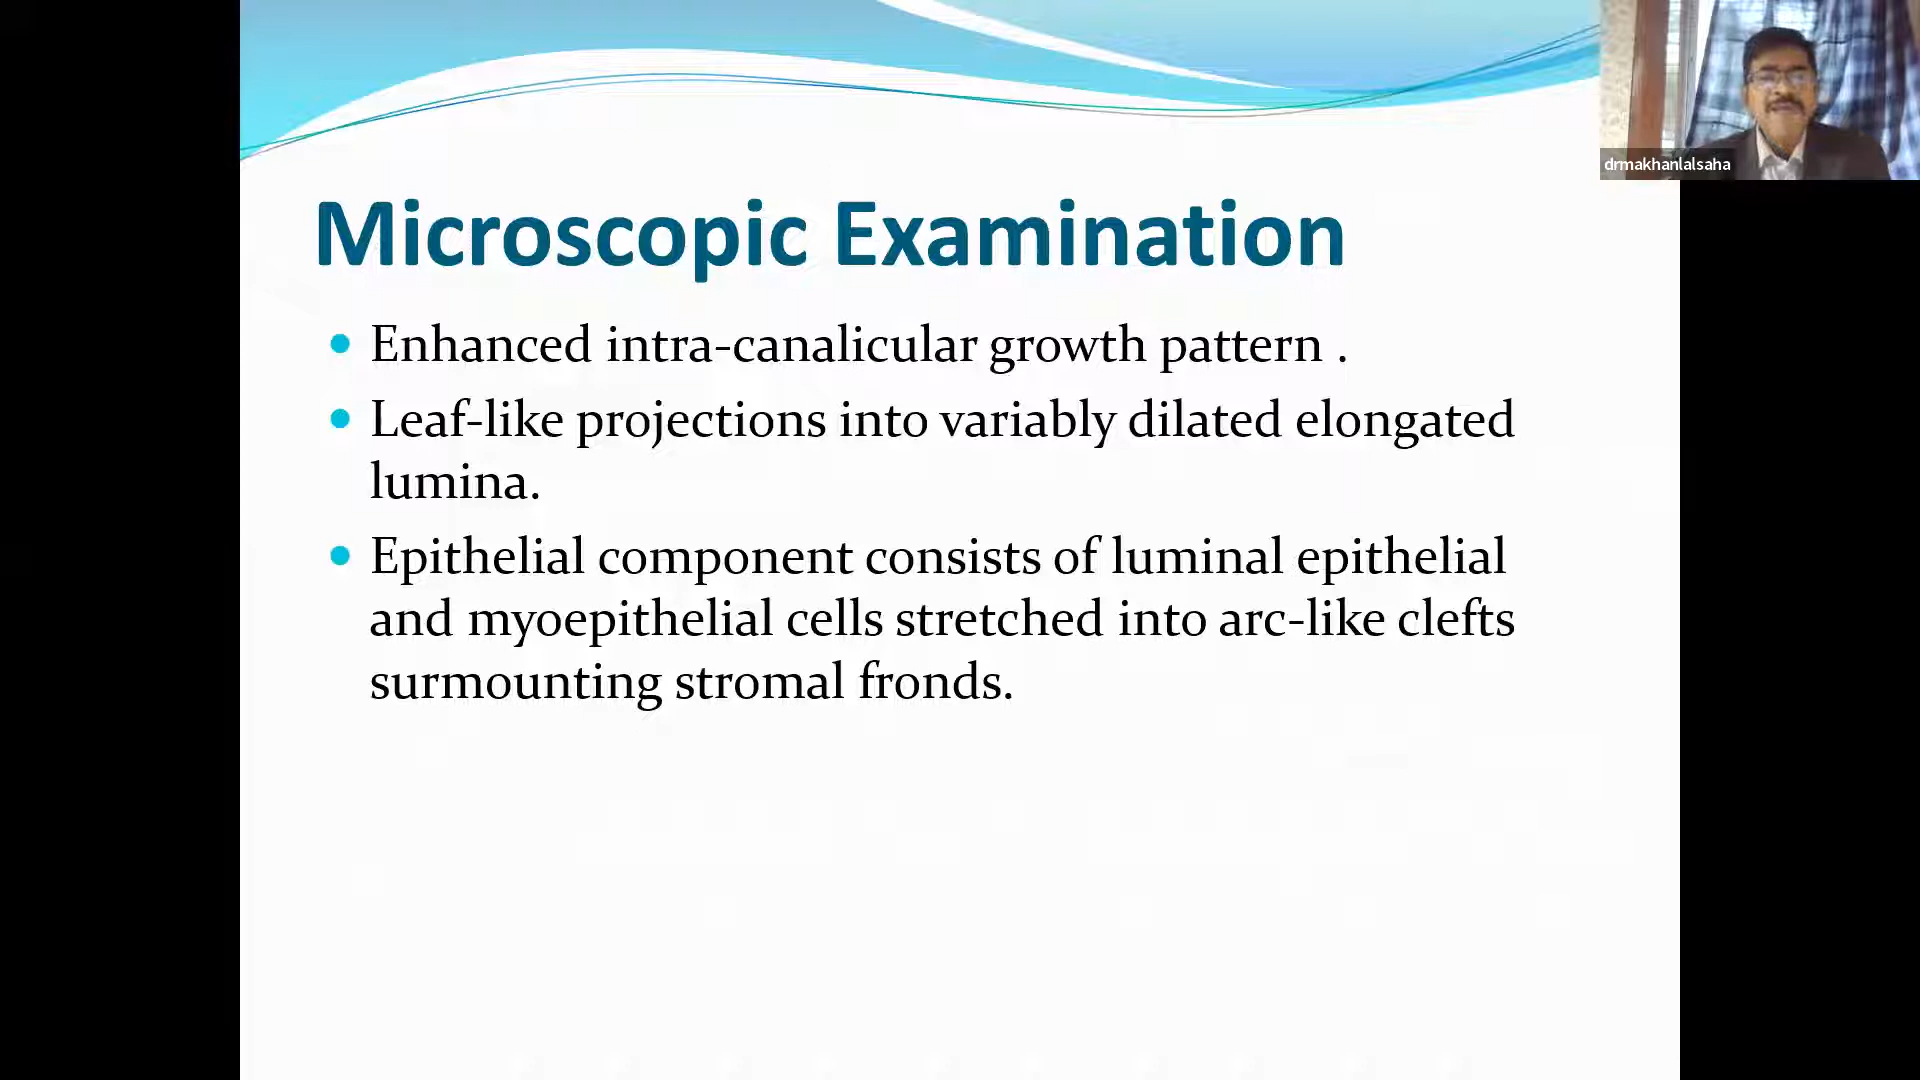 drmakhanlalsaha
Microscopic Examination
Enhanced intra-canalicular growth pattern .
Leaf-like projections into variably dilated elongated
lumina.
Epithelial component consists of luminal epithelial
and myoepithelial cells stretched into arc-like clefts
surmounting stromal fronds.